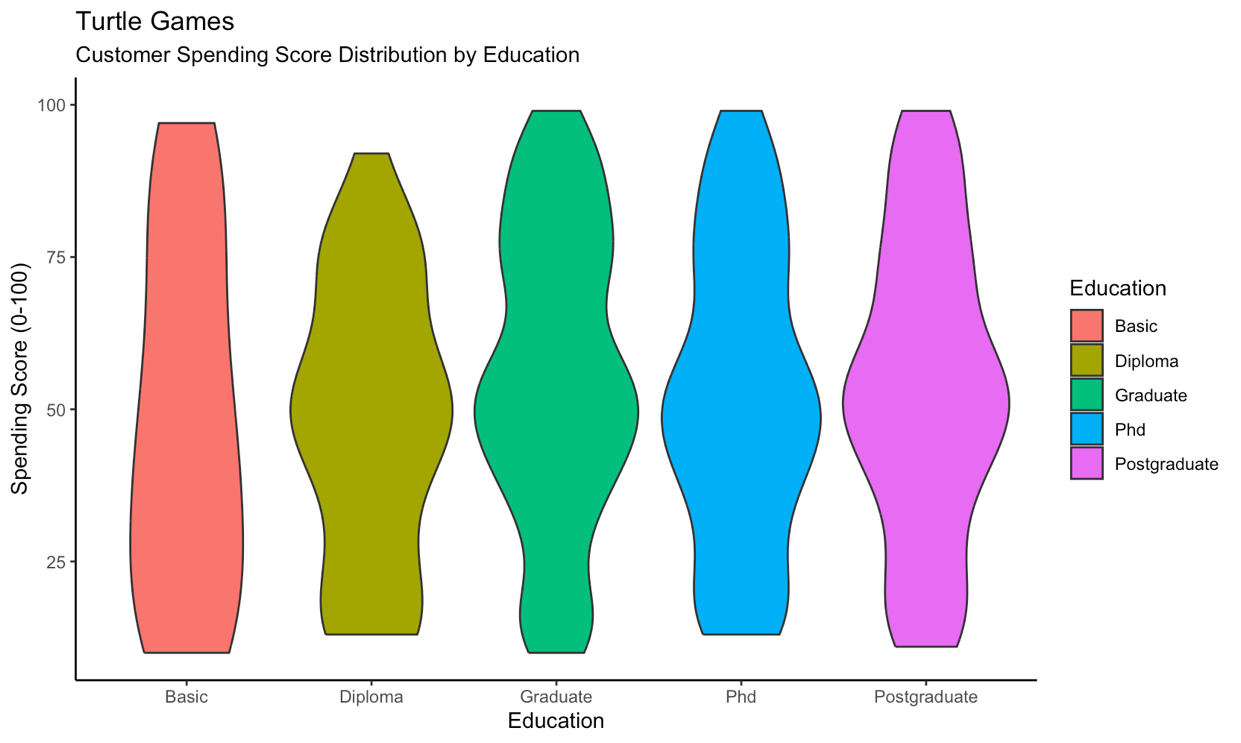 Turtle Games
Customer Spending Score Distribution by Education
100
75
50
25
Spending Score (0-100)
Basic
Diploma
Graduate
Phd
Postgraduate
Education
Education
Basic
Diploma
Graduate
Phd
Postgraduate